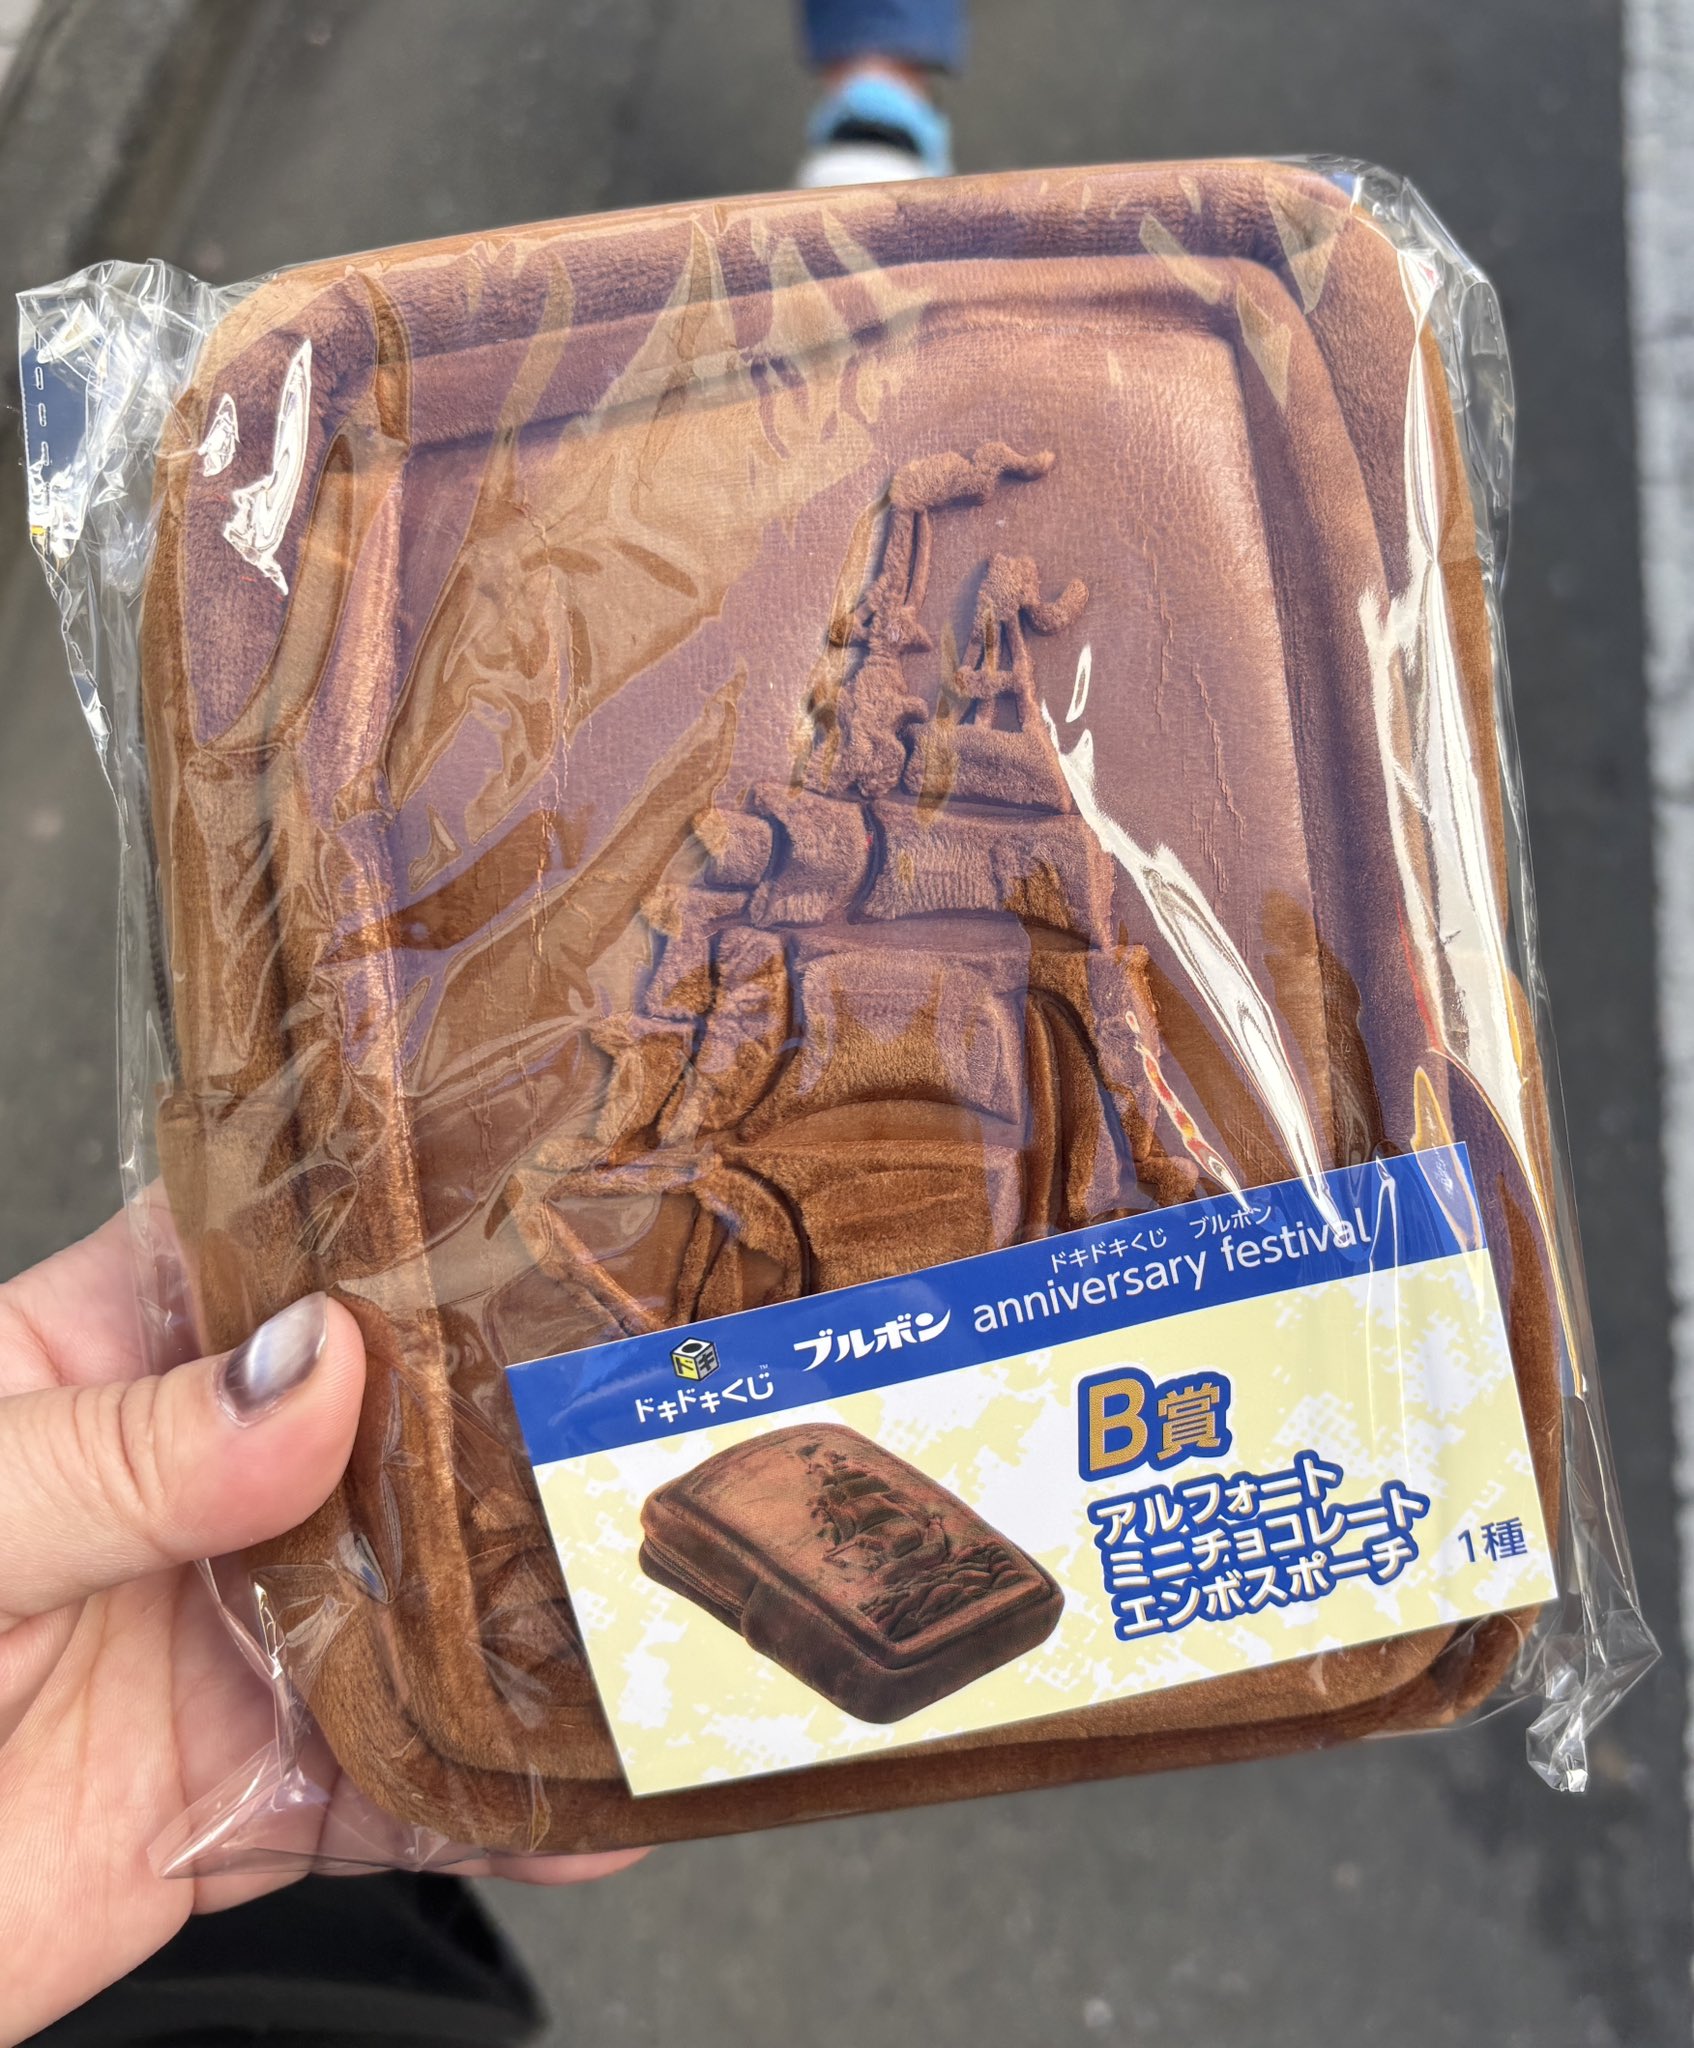 ドキドキくじ ブルボン
ドキ
ドキドキくじ™ ブルボン anniversary festival
B賞
アルフォート
ミニチョコレート
エンボスポーチ 1種